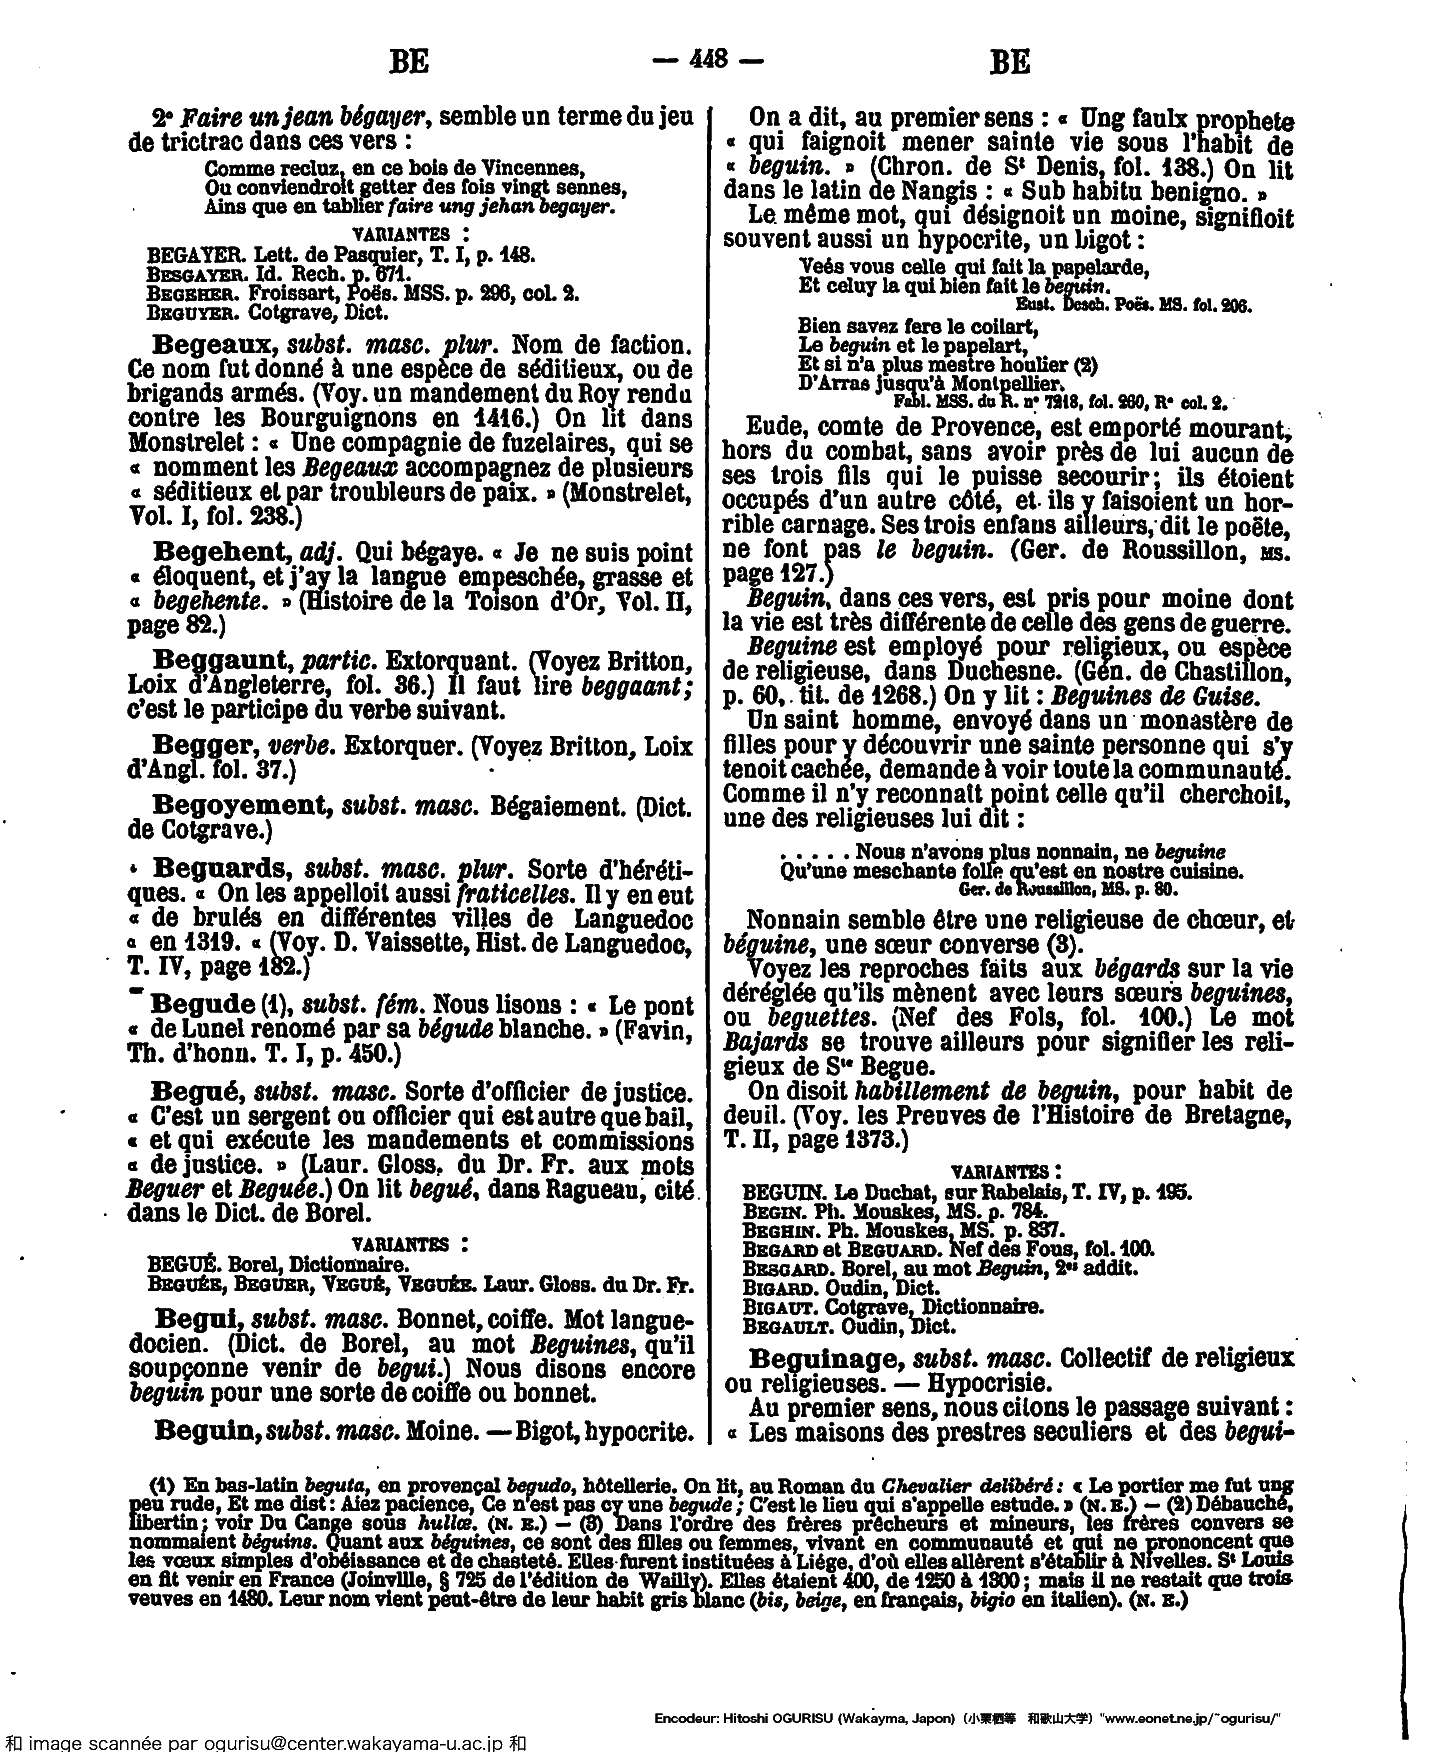 BE — 448 — BE
2° Faire un jean bégayer, semble un terme du jeu
de trictrac dans ces vers :
Comme recluz, en ce bois de Vincennes,
Ou conviendroit getter des fois vingt sennes,
Ains que en tablier faire ung jehan begayer.
VARIANTES :
BEGAYER. Lett. de Pasquier, T. I, p. 148.
BESGAYER. Id. Rech. p. 671.
BEGEHER. Froissart, Poës. MSS. p. 296, col. 2.
BEGUYER. Cotgrave, Dict.
Begeaux, subst. masc. plur. Nom de faction.
Ce nom fut donné à une espèce de séditieux, ou de
brigands armés. (Voy. un mandement du Roy rendu
contre les Bourguignons en 1416.) On lit dans
Monstrelet : « Une compagnie de fuzelaires, qui se
« nomment les Begeaux accompagnez de plusieurs
« séditieux et par troubleurs de paix. » (Monstrelet,
Vol. I, fol. 238.)
Begehent, adj. Qui bégaye. « Je ne suis point
« éloquent, et j'ay la langue empeschée, grasse et
« begehente. » (Histoire de la Toison d'Or, Vol. II,
page 82.)
Beggaunt, partic. Extorquant. (Voyez Britton,
Loix d'Angleterre, fol. 36.) Il faut lire beggaant;
c'est le participe du verbe suivant.
Begger, verbe. Extorquer. (Voyez Britton, Loix
d'Angl. fol. 37.)
Begoyement, subst. masc. Bégaiement. (Dict.
de Cotgrave.)
Beguards, subst. masc. plur. Sorte d'héréti-
ques. « On les appelloit aussi fraticelles. Il y en eut
« de brulés en différentes villes de Languedoc
« en 1319. « (Voy. D. Vaissette, Hist. de Languedoc,
T. IV, page 182.)
Begude (1), subst. fém. Nous lisons : « Le pont
« de Lunel renomé par sa bégude blanche. » (Favin,
Th. d'honn. T. I, p. 450.)
Begué, subst. masc. Sorte d'officier de justice.
« C'est un sergent ou officier qui est autre que bail,
« et qui exécute les mandements et commissions
« de justice. » (Laur. Gloss. du Dr. Fr. aux mots
Beguer et Beguée.) On lit begué, dans Ragueau, cité
dans le Dict. de Borel.
VARIANTES :
BEGUÉ. Borel, Dictionnaire.
BEGUÉE, BEGUER, VEGUÉ, VEGUÉE. Laur. Gloss. du Dr. Fr.
Begui, subst. masc. Bonnet, coiffe. Mot langue-
docien. (Dict. de Borel, au mot Beguines, qu'il
soupçonne venir de begui.) Nous disons encore
beguin pour une sorte de coiffe ou bonnet.
Beguin, subst. masc. Moine. — Bigot, hypocrite.
On a dit, au premier sens : « Ung faulx prophete
« qui faignoit mener sainte vie sous l'habit de
« beguin. » (Chron. de St Denis, fol. 138.) On lit
dans le latin de Nangis : « Sub habitu benigno. »
Le même mot, qui désignoit un moine, signifioit
souvent aussi un hypocrite, un bigot :
Veés vous celle qui fait la papelarde,
Et celuy la qui bien fait le beguin.
Eust. Desch. Poës. MS. fol. 206.
Bien savez fere le coilart,
Le beguin et le papelart,
Et si n'a plus mestre houlier (2)
D'Arras jusqu'à Montpellier.
Fabl. MSS. du R. n° 7218, fol. 260, R° col. 2.
Eude, comte de Provence, est emporté mourant,
hors du combat, sans avoir près de lui aucun de
ses trois fils qui le puisse secourir; ils étoient
occupés d'un autre côté, et ils y faisoient un hor-
rible carnage. Ses trois enfans ailleurs, dit le poëte,
ne font pas le beguin. (Ger. de Roussillon, MS.
page 127.)
Beguin, dans ces vers, est pris pour moine dont
la vie est très différente de celle des gens de guerre.
Beguine est employé pour religieux, ou espèce
de religieuse, dans Duchesne. (Gén. de Chastillon,
p. 60, tit. de 1268.) On y lit : Beguines de Guise.
Un saint homme, envoyé dans un monastère de
filles pour y découvrir une sainte personne qui s'y
tenoit cachée, demande à voir toute la communauté.
Comme il n'y reconnatt point celle qu'il cherchoit,
une des religieuses lui dit :
. . . . . Nous n'avons plus nonnain, ne beguine
Qu'une meschante folle qu'est en nostre cuisine.
Ger. de Roussillon, MS. p. 80.
Nonnain semble être une religieuse de chœur, et
béguine, une sœur converse (3).
Voyez les reproches faits aux bégards sur la vie
déréglée qu'ils mènent avec leurs sœurs beguines,
ou beguettes. (Nef des Fols, fol. 100.) Le mot
Bajards se trouve ailleurs pour signifier les reli-
gieux de Ste Begue.
On disoit habillement de beguin, pour habit de
deuil. (Voy. les Preuves de l'Histoire de Bretagne,
T. II, page 1373.)
VARIANTES :
BEGUIN. Le Duchat, sur Rabelais, T. IV, p. 195.
BEGIN. Ph. Mouskes, MS. p. 784.
BEGHIN. Ph. Mouskes, MS. p. 837.
BEGARD et BEGUARD. Nef des Fous, fol. 100.
BESGARD. Borel, au mot Beguin, 2es addit.
BIGARD. Oudin, Dict.
BIGAUT. Cotgrave, Dictionnaire.
BEGAULT. Oudin, Dict.
Beguinage, subst. masc. Collectif de religieux
ou religieuses. — Hypocrisie.
Au premier sens, nous citons le passage suivant :
« Les maisons des prestres seculiers et des begui-
(1) En bas-latin beguta, en provençal begudo, hôtellerie. On lit, au Roman du Chevalier delibéré : « Le portier me fut ung
peu rude, Et me dist : Aiez pacience, Ce n'est pas cy une begude ; C'est le lieu qui s'appelle estude. » (N. E.) — (2) Débauché,
libertin ; voir Du Cange sous hullœ. (N. E.) — (3) Dans l'ordre des frères prêcheurs et mineurs, les frères convers se
nommaient béguins. Quant aux béguines, ce sont des filles ou femmes, vivant en communauté et qui ne prononcent que
les vœux simples d'obéissance et de chasteté. Elles furent instituées à Liége, d'où elles allèrent s'établir à Nivelles. St Louis
en fit venir en France (Joinville, § 725 de l'édition de Wailly). Elles étaient 400, de 1250 à 1300 ; mais il ne restait que trois
veuves en 1480. Leur nom vient peut-être de leur habit gris blanc (bis, beige, en français, bigio en italien). (N. E.)
Encodeur: Hitoshi OGURISU (Wakayma, Japon) (小栗栖等 和歌山大学) "www.eonet.ne.jp/~ogurisu/"
和 image scannée par ogurisu@center.wakayama-u.ac.jp 和